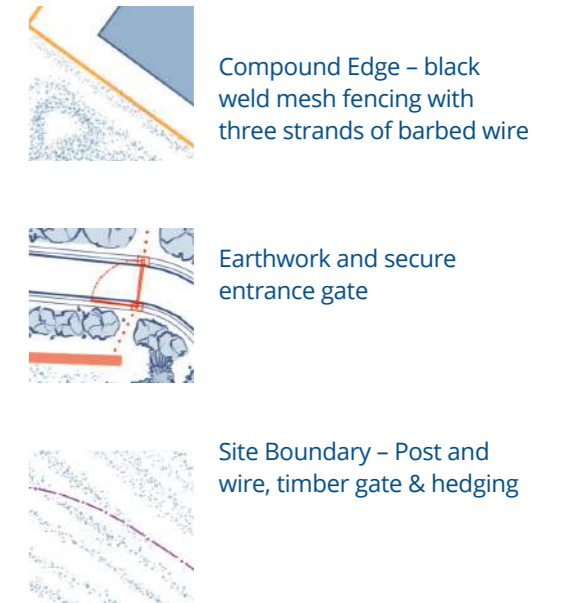 Compound Edge – black
weld mesh fencing with
three strands of barbed wire
Earthwork and secure
entrance gate
Site Boundary – Post and
wire, timber gate & hedging